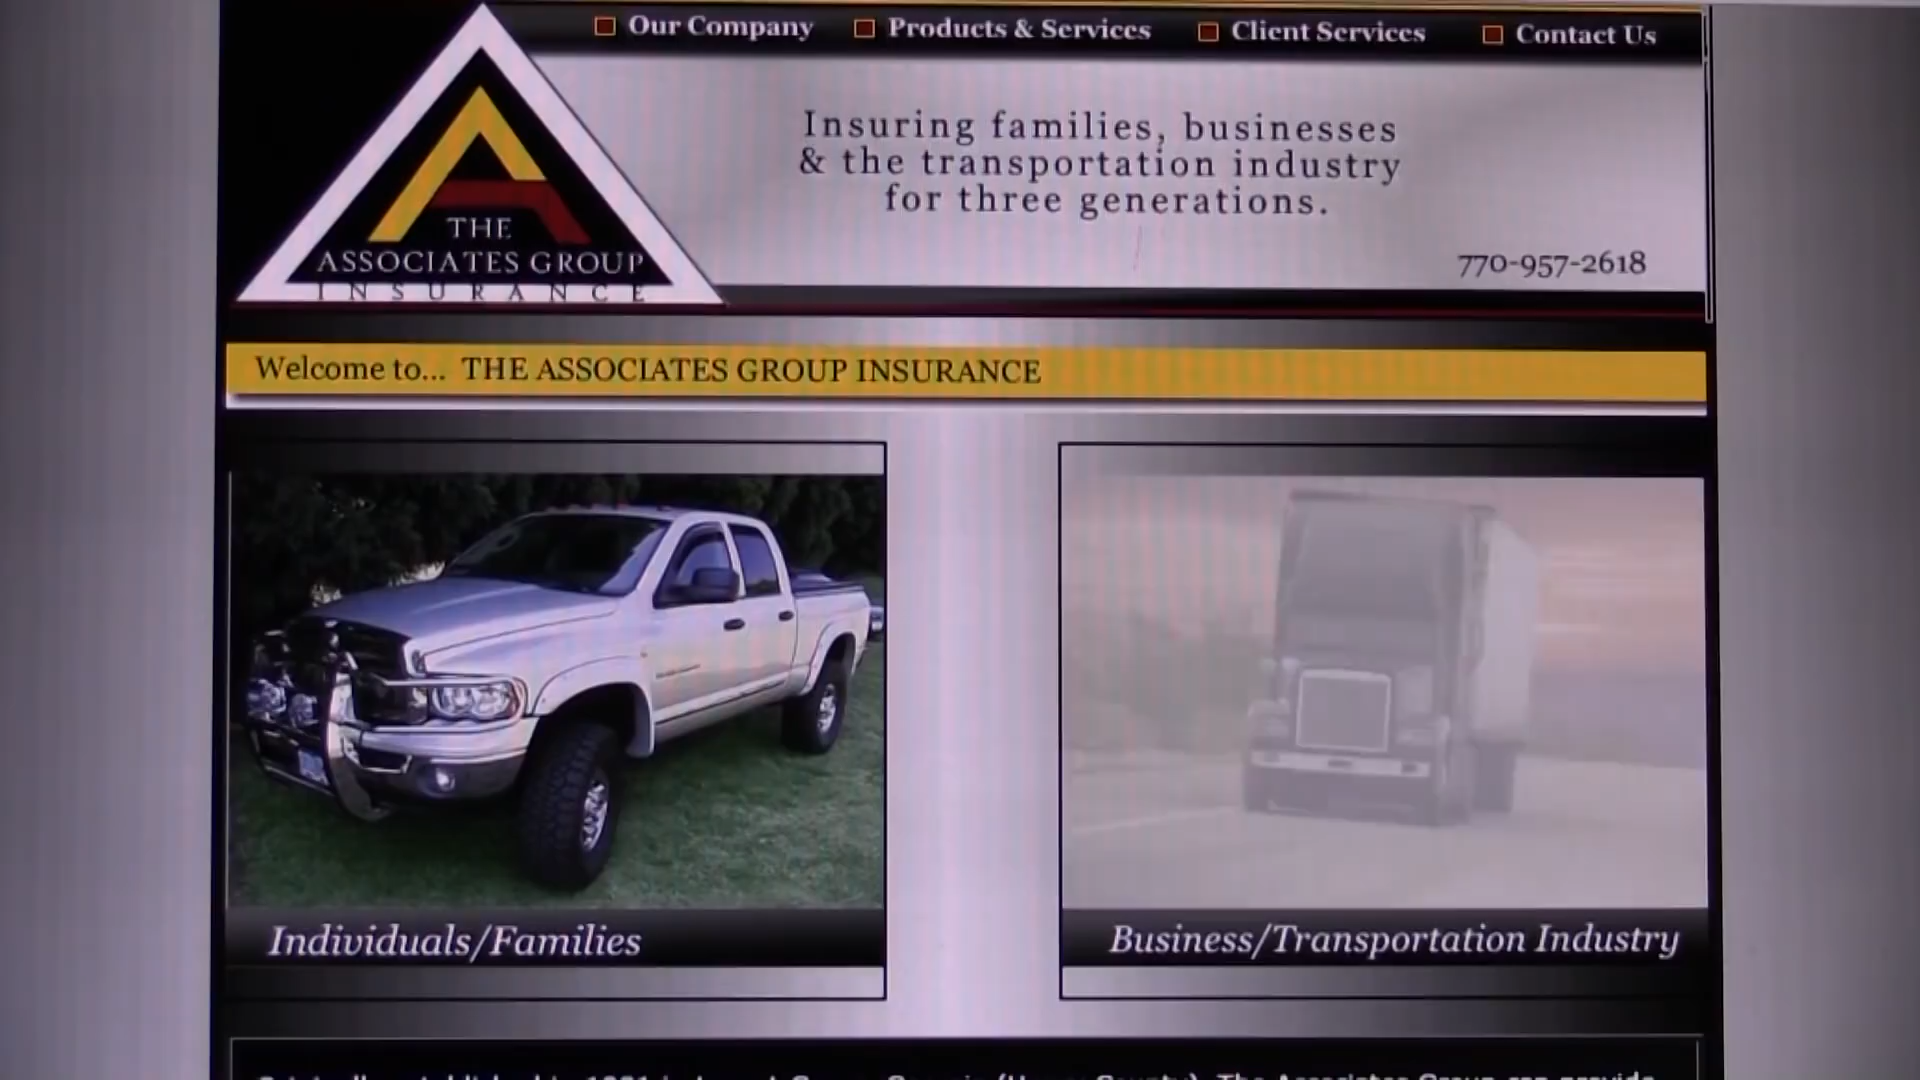 Our Company Products & Services Client Services Contact Us
Insuring families, businesses
& the transportation industry
for three generations.
770-957-2618
THE
ASSOCIATES GROUP
INSURANCE
Welcome to... THE ASSOCIATES GROUP INSURANCE
Individuals/Families
Business/Transportation Industry